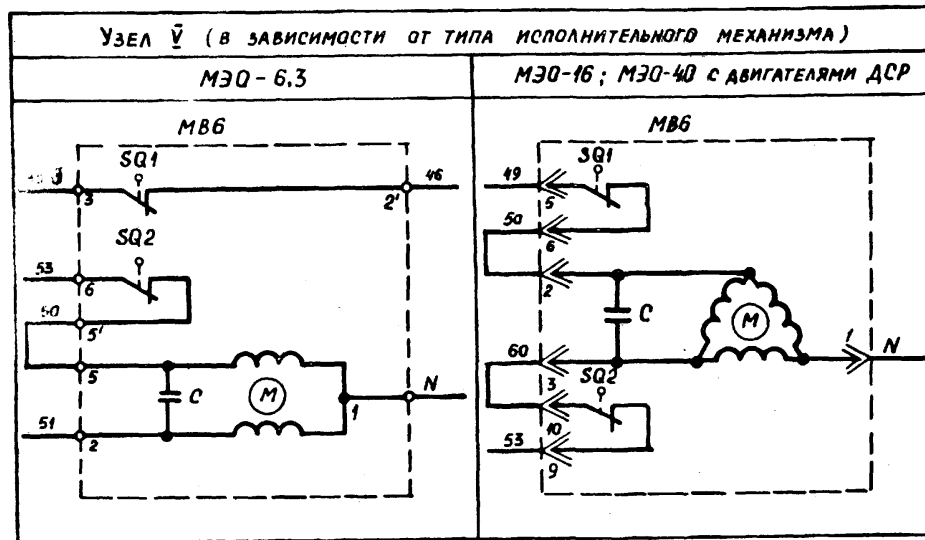 Узел V (в зависимости от типа исполнительного механизма)
МЭО-6,3
МЭО-16; МЭО-40 с двигателями ДСР
МВ6
SQ1
46
3
2'
SQ2
53
6
50
5'
5
C
М
1
N
51
2
МВ6
SQ1
49
5
50
6
2
C
М
1
N
60
3
SQ2
10
53
9